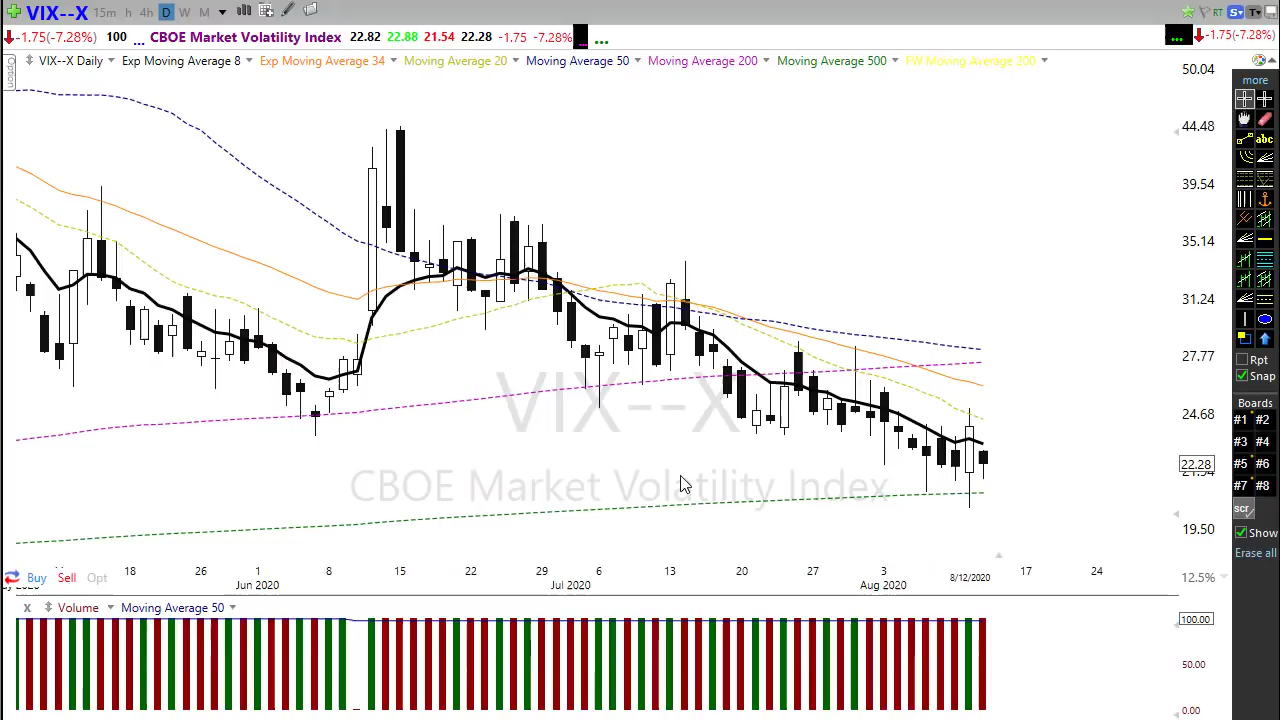 VIX--X 15m h 4h D W M
-1.75(-7.28%) 100 ... CBOE Market Volatility Index 22.82 22.88 21.54 22.28 -1.75 -7.28% ... ...
RT S T
-1.75(-7.28%)
Option
VIX--X Daily Exp Moving Average 8 Exp Moving Average 34 Moving Average 20 Moving Average 50 Moving Average 200 Moving Average 500 FW Moving Average 200
50.04
44.48
39.54
35.14
31.24
27.77
24.68
22.28
19.50
12.5%
VIX--X
CBOE Market Volatility Index
more
abc
Rpt
Snap
Boards
#1 #2
#3 #4
#5 #6
#7 #8
scr
Show
Erase all
18 26 1 8 15 22 29 6 13 20 27 3 8/12/2020 17 24
2020 Jun 2020 Jul 2020 Aug 2020
Buy Sell Opt
X Volume Moving Average 50
100.00
50.00
0.00